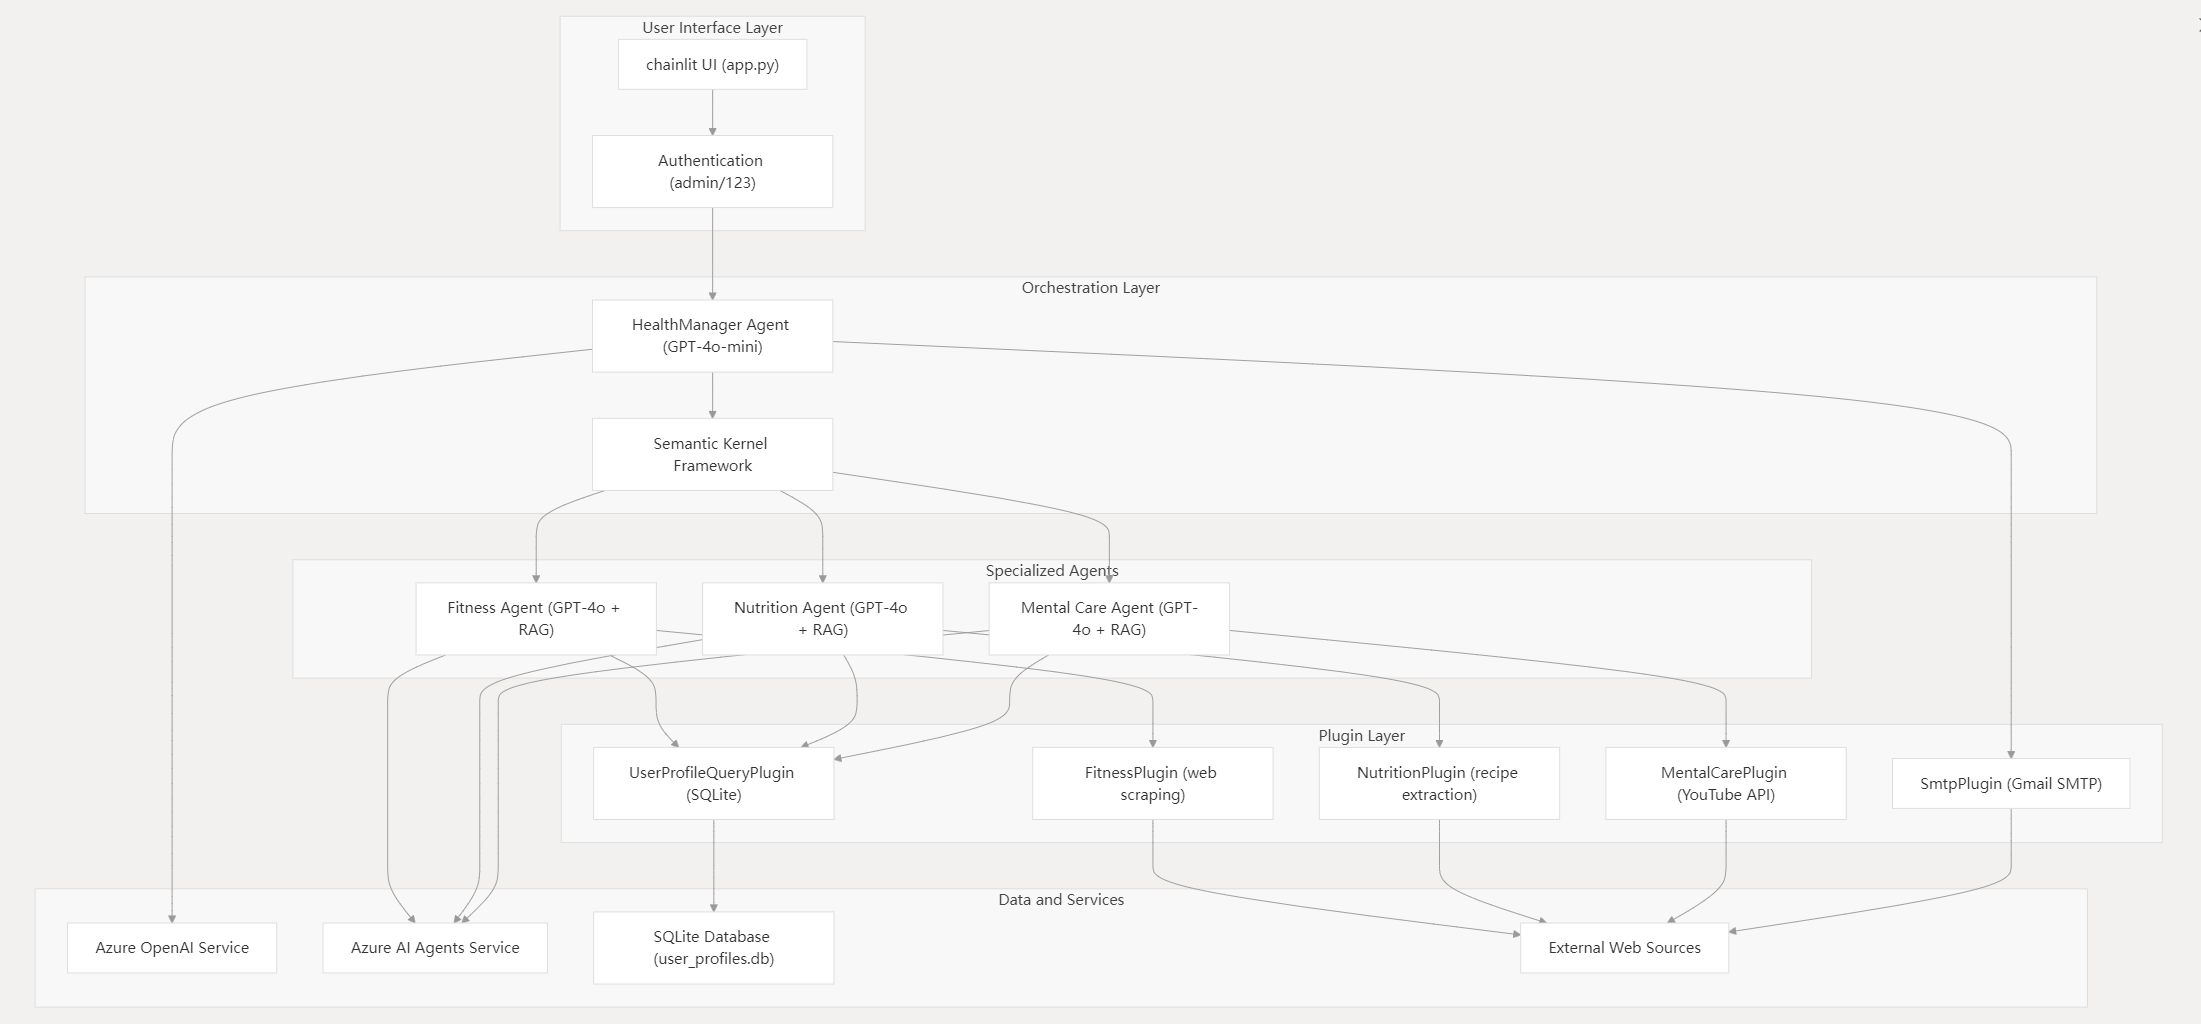 User Interface Layer
chainlit UI (app.py)
Authentication
(admin/123)
Orchestration Layer
HealthManager Agent
(GPT-4o-mini)
Semantic Kernel
Framework
Specialized Agents
Fitness Agent (GPT-4o +
RAG)
Nutrition Agent (GPT-4o
+ RAG)
Mental Care Agent (GPT-
4o + RAG)
Plugin Layer
UserProfileQueryPlugin
(SQLite)
FitnessPlugin (web
scraping)
NutritionPlugin (recipe
extraction)
MentalCarePlugin
(YouTube API)
SmtpPlugin (Gmail SMTP)
Data and Services
Azure OpenAI Service
Azure AI Agents Service
SQLite Database
(user_profiles.db)
External Web Sources